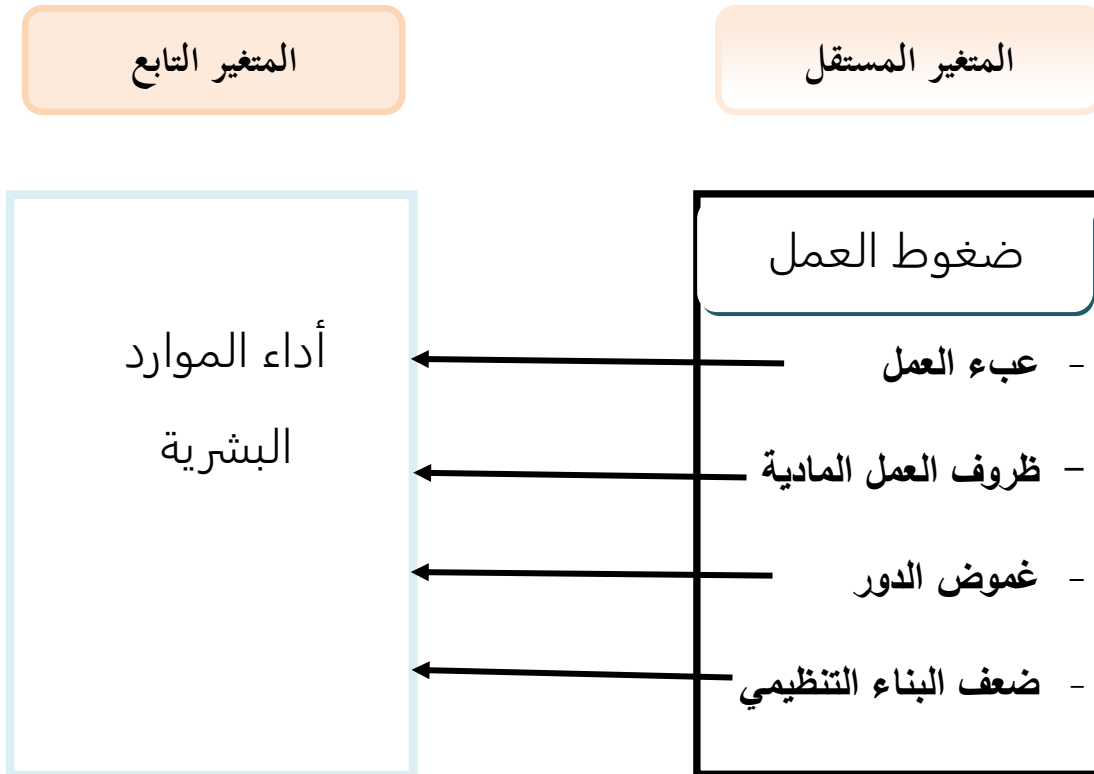 المتغير المستقل
المتغير التابع
ضغوط العمل
- عبء العمل
- ظروف العمل المادية
- غموض الدور
- ضعف البناء التنظيمي
أداء الموارد
البشرية